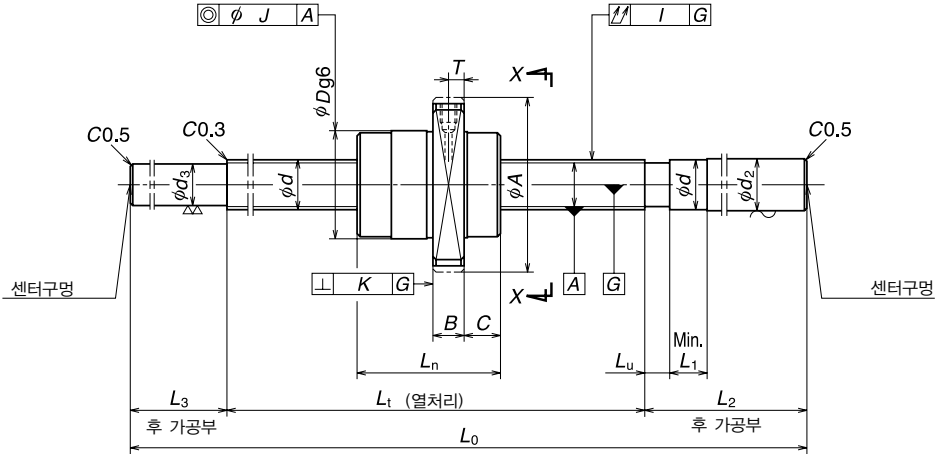 ◎ ϕ J A
⌰ I G
T
X
ϕDg6
C0.5
C0.3
C0.5
ϕd3
ϕd
ϕA
ϕd
ϕd2
센터구멍
⊥ K G
X
A
G
센터구멍
B
C
Min.
Ln
Lu
L1
L3
Lt (열처리)
L2
후 가공부
후 가공부
L0